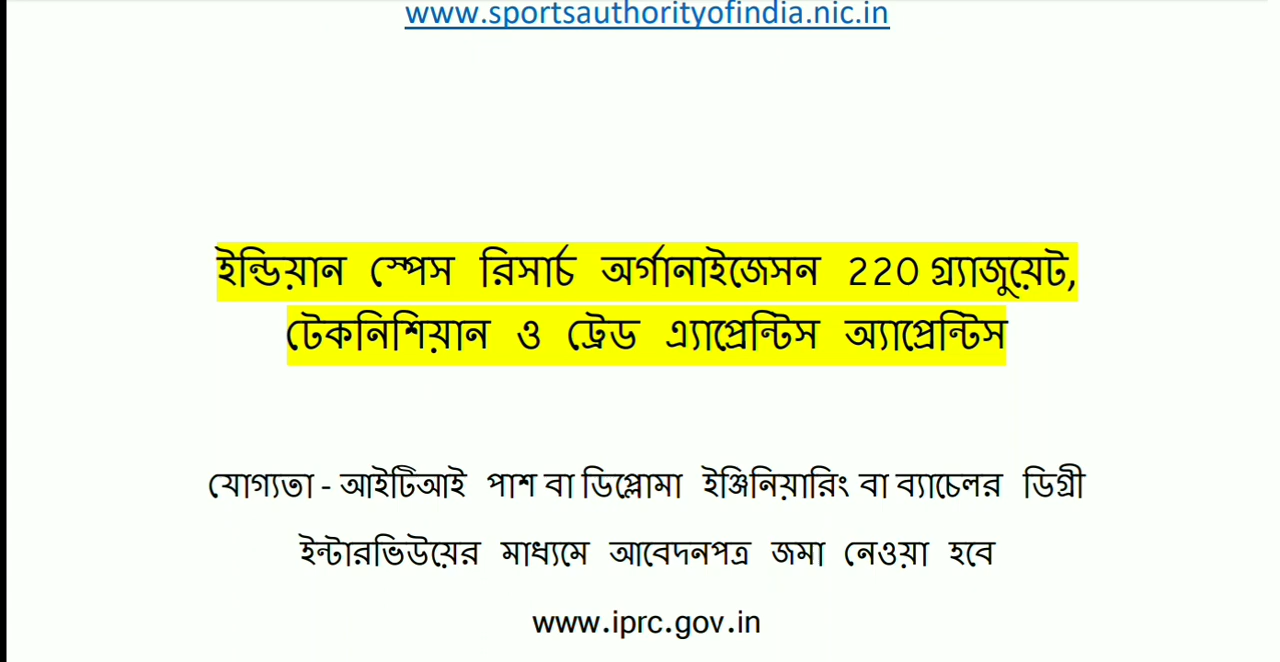 www.sportsauthorityofindia.nic.in
ইন্ডিয়ান স্পেস রিসার্চ অর্গানাইজেসন 220 গ্র্যাজুয়েট,
টেকনিশিয়ান ও ট্রেড এ্যাপ্রেন্টিস অ্যাপ্রেন্টিস
যোগ্যতা - আইটিআই পাশ বা ডিপ্লোমা ইঞ্জিনিয়ারিং বা ব্যাচেলর ডিগ্রী
ইন্টারভিউয়ের মাধ্যমে আবেদনপত্র জমা নেওয়া হবে
www.iprc.gov.in